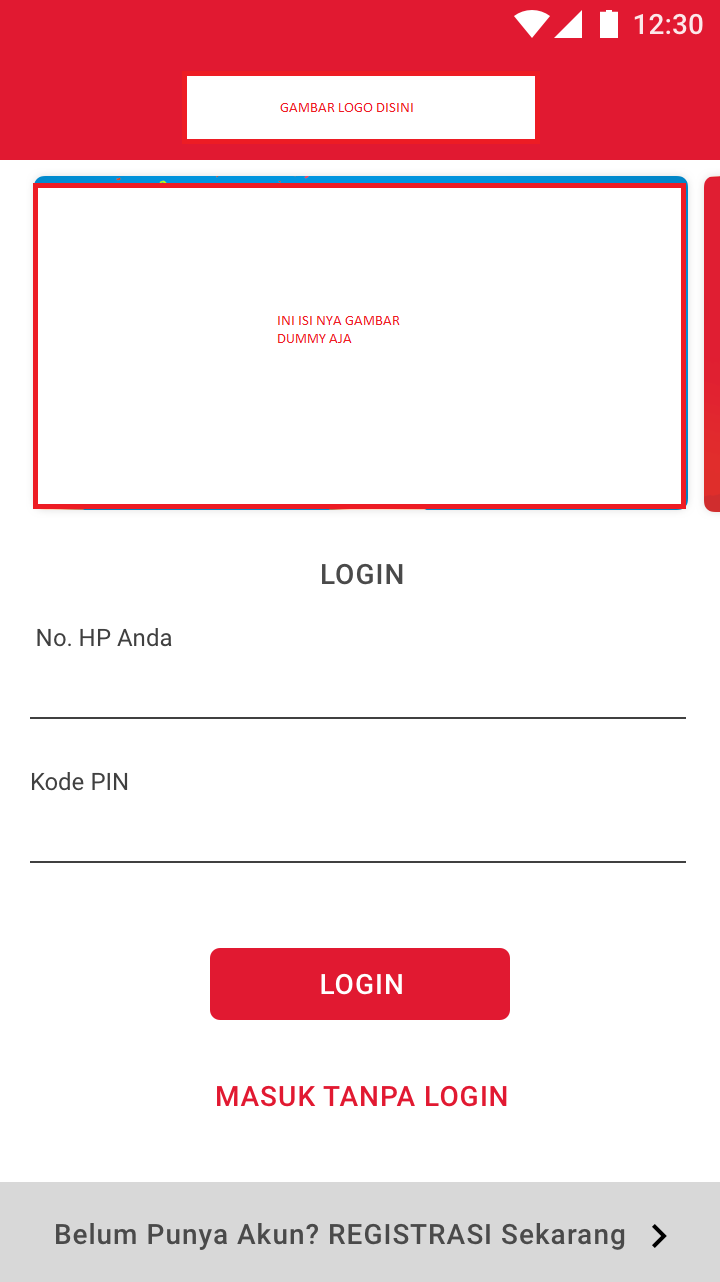 12:30
GAMBAR LOGO DISINI
INI ISI NYA GAMBAR
DUMMY AJA
LOGIN
No. HP Anda
Kode PIN
LOGIN
MASUK TANPA LOGIN
Belum Punya Akun? REGISTRASI Sekarang